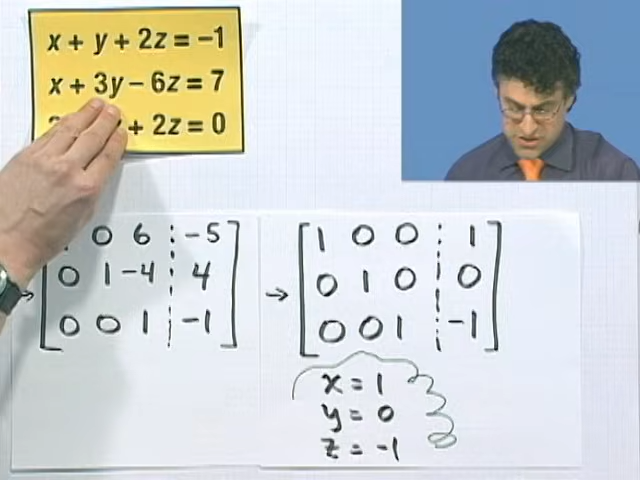 x + y + 2z = -1
x + 3y - 6z = 7
+ 2z = 0
0 6 -5
0 1 -4 4
0 0 1 -1
→ 1 0 0 1
0 1 0 0
0 0 1 -1
x = 1
y = 0
z = -1